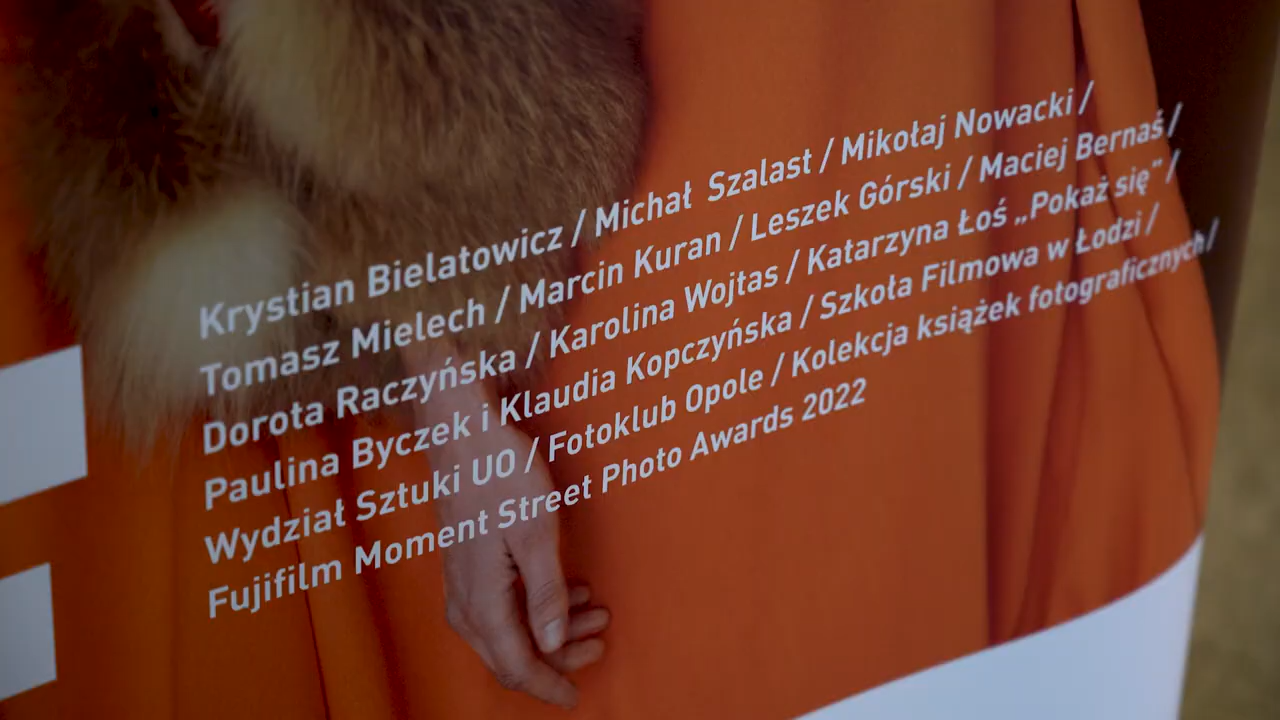 Krystian Bielatowicz / Michał Szalast / Mikołaj Nowacki /
Tomasz Mielech / Marcin Kuran / Leszek Górski / Maciej Bernaś /
Dorota Raczyńska / Karolina Wojtas / Katarzyna Łoś „Pokaż się” /
Paulina Byczek i Klaudia Kopczyńska / Szkoła Filmowa w Łodzi /
Wydział Sztuki UO / Fotoklub Opole / Kolekcja książek fotograficznych /
Fujifilm Moment Street Photo Awards 2022